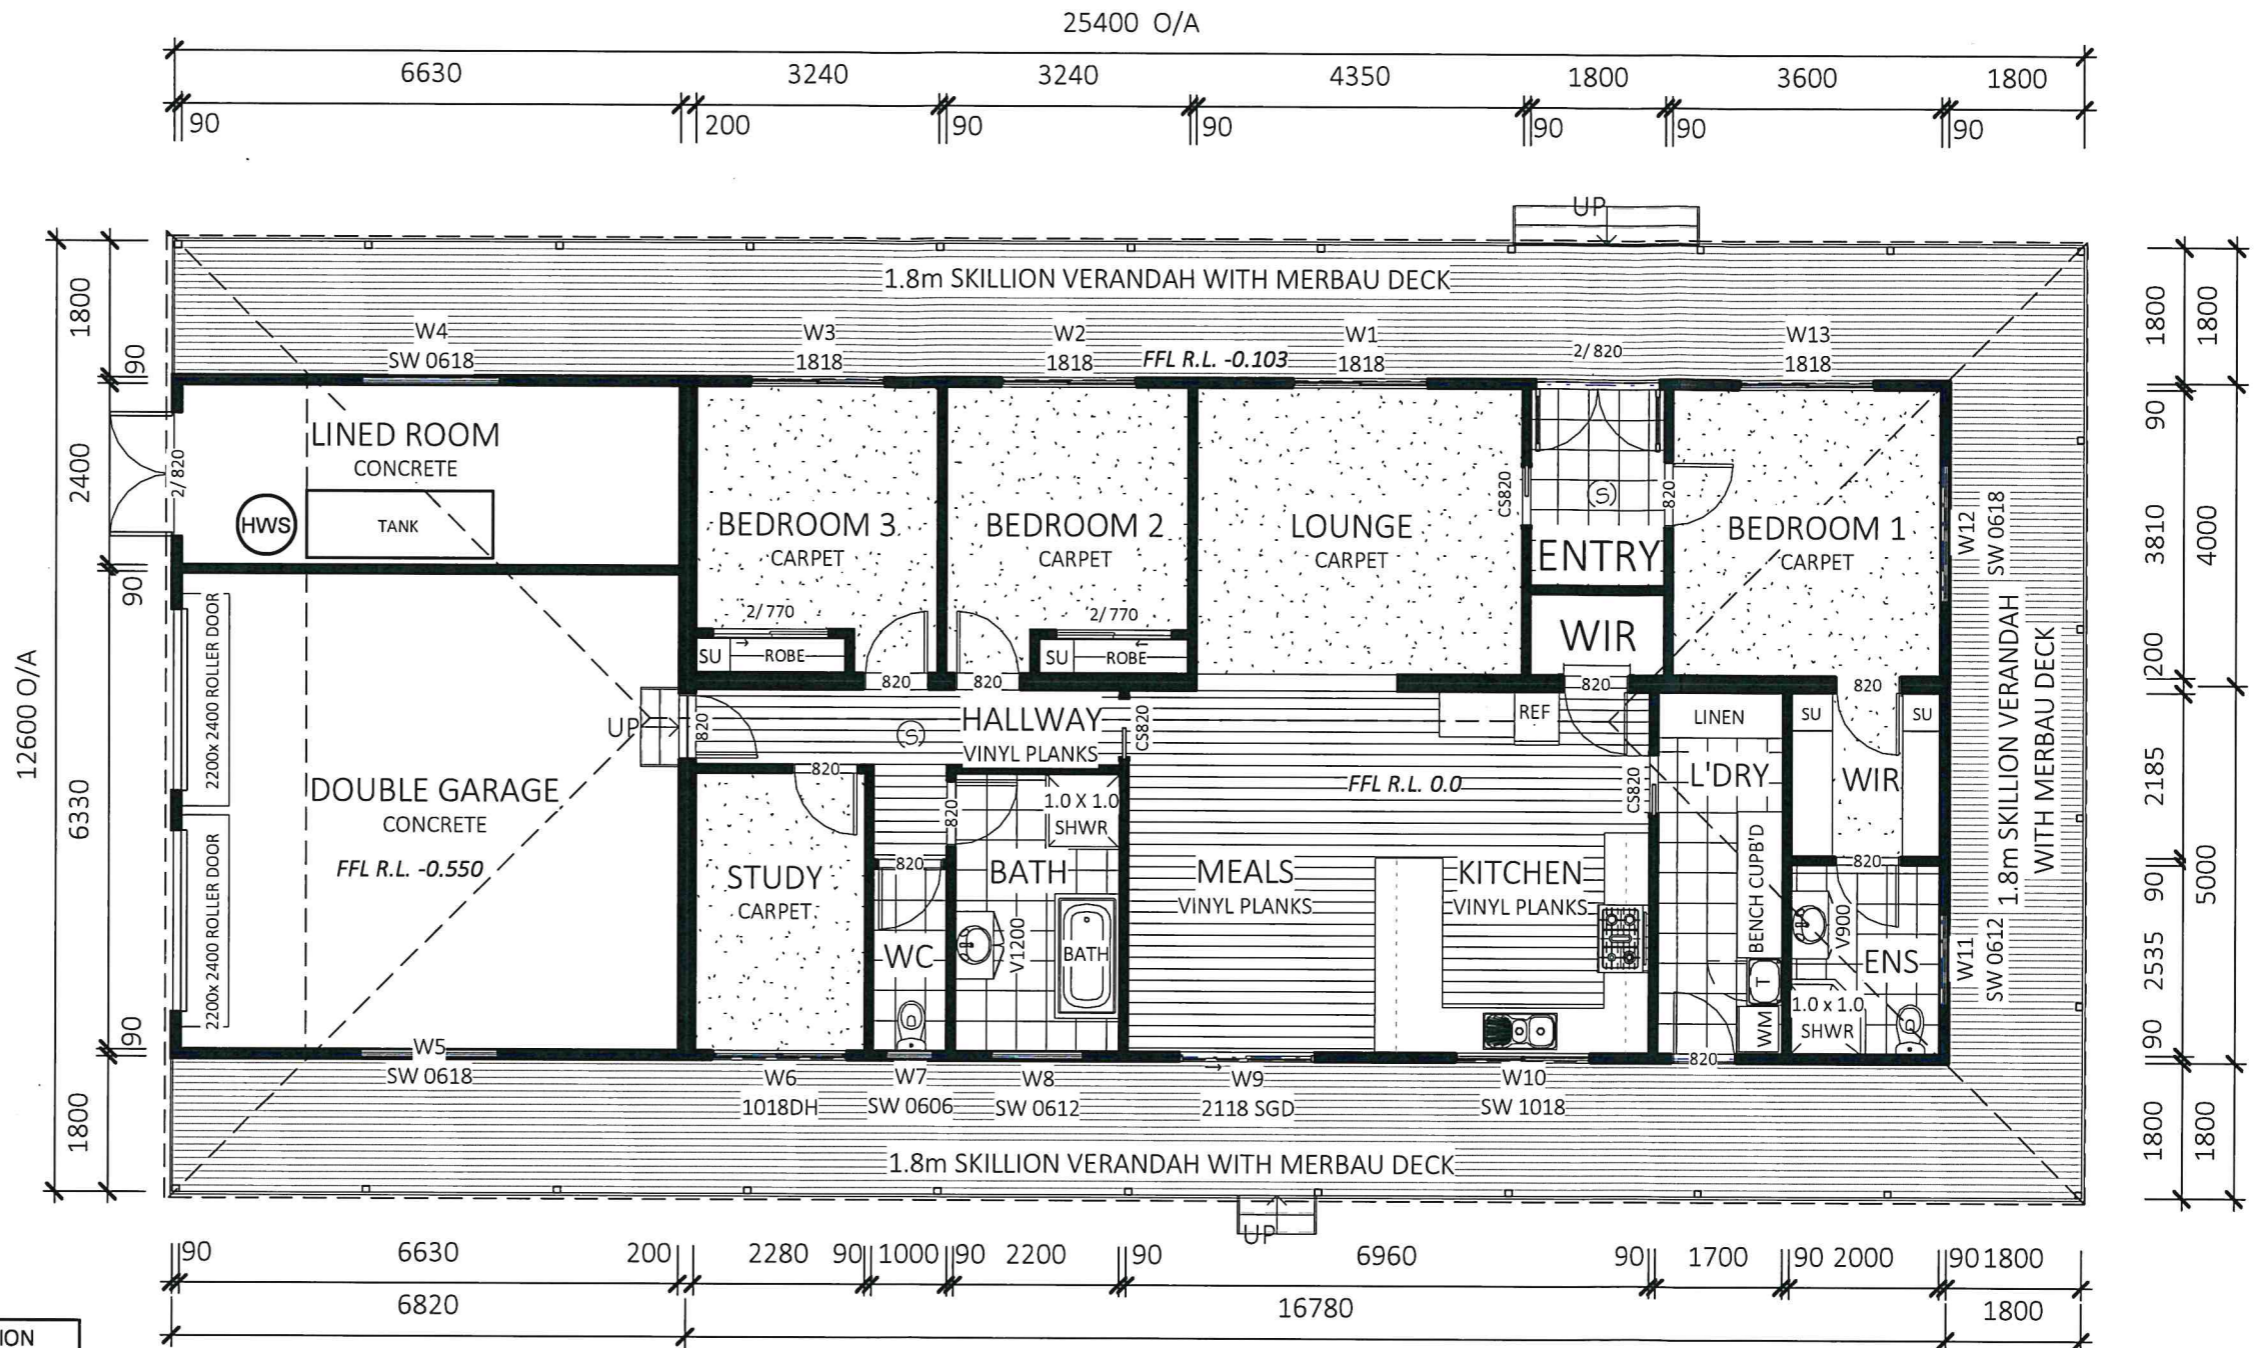 25400 O/A
6630
3240
3240
4350
1800
3600
1800
90
200
90
90
90
90
90
UP
1.8m SKILLION VERANDAH WITH MERBAU DECK
W4
SW 0618
W3
1818
W2
1818
FFL R.L. -0.103
W1
1818
2/ 820
W13
1818
12600 O/A
1800
90
2400
90
6330
90
1800
2/ 820
LINED ROOM
CONCRETE
HWS
TANK
BEDROOM 3
CARPET
2/ 770
SU
ROBE
820
BEDROOM 2
CARPET
2/ 770
SU
ROBE
820
LOUNGE
CARPET
CS820
S
ENTRY
820
WIR
820
BEDROOM 1
CARPET
W12
SW 0618
1.8m SKILLION VERANDAH
WITH MERBAU DECK
1800
90
3810
200
2185
90
2535
90
1800
1800
4000
5000
1800
2200x 2400 ROLLER DOOR
2200x 2400 ROLLER DOOR
DOUBLE GARAGE
CONCRETE
FFL R.L. -0.550
UP
820
HALLWAY
VINYL PLANKS
S
CS820
820
STUDY
CARPET
820
820
WC
1.0 X 1.0
SHWR
BATH
V1200
BATH
REF
FFL R.L. 0.0
MEALS
VINYL PLANKS
KITCHEN
VINYL PLANKS
CS820
LINEN
L'DRY
BENCH CUPB'D
T
WM
820
SU
820
SU
WIR
820
V900
ENS
1.0 x 1.0
SHWR
W11
SW 0612
W5
SW 0618
W6
1018DH
W7
SW 0606
W8
SW 0612
W9
2118 SGD
W10
SW 1018
1.8m SKILLION VERANDAH WITH MERBAU DECK
UP
90
6630
200
2280
90
1000
90
2200
90
6960
90
1700
90
2000
90
1800
6820
16780
1800
ION